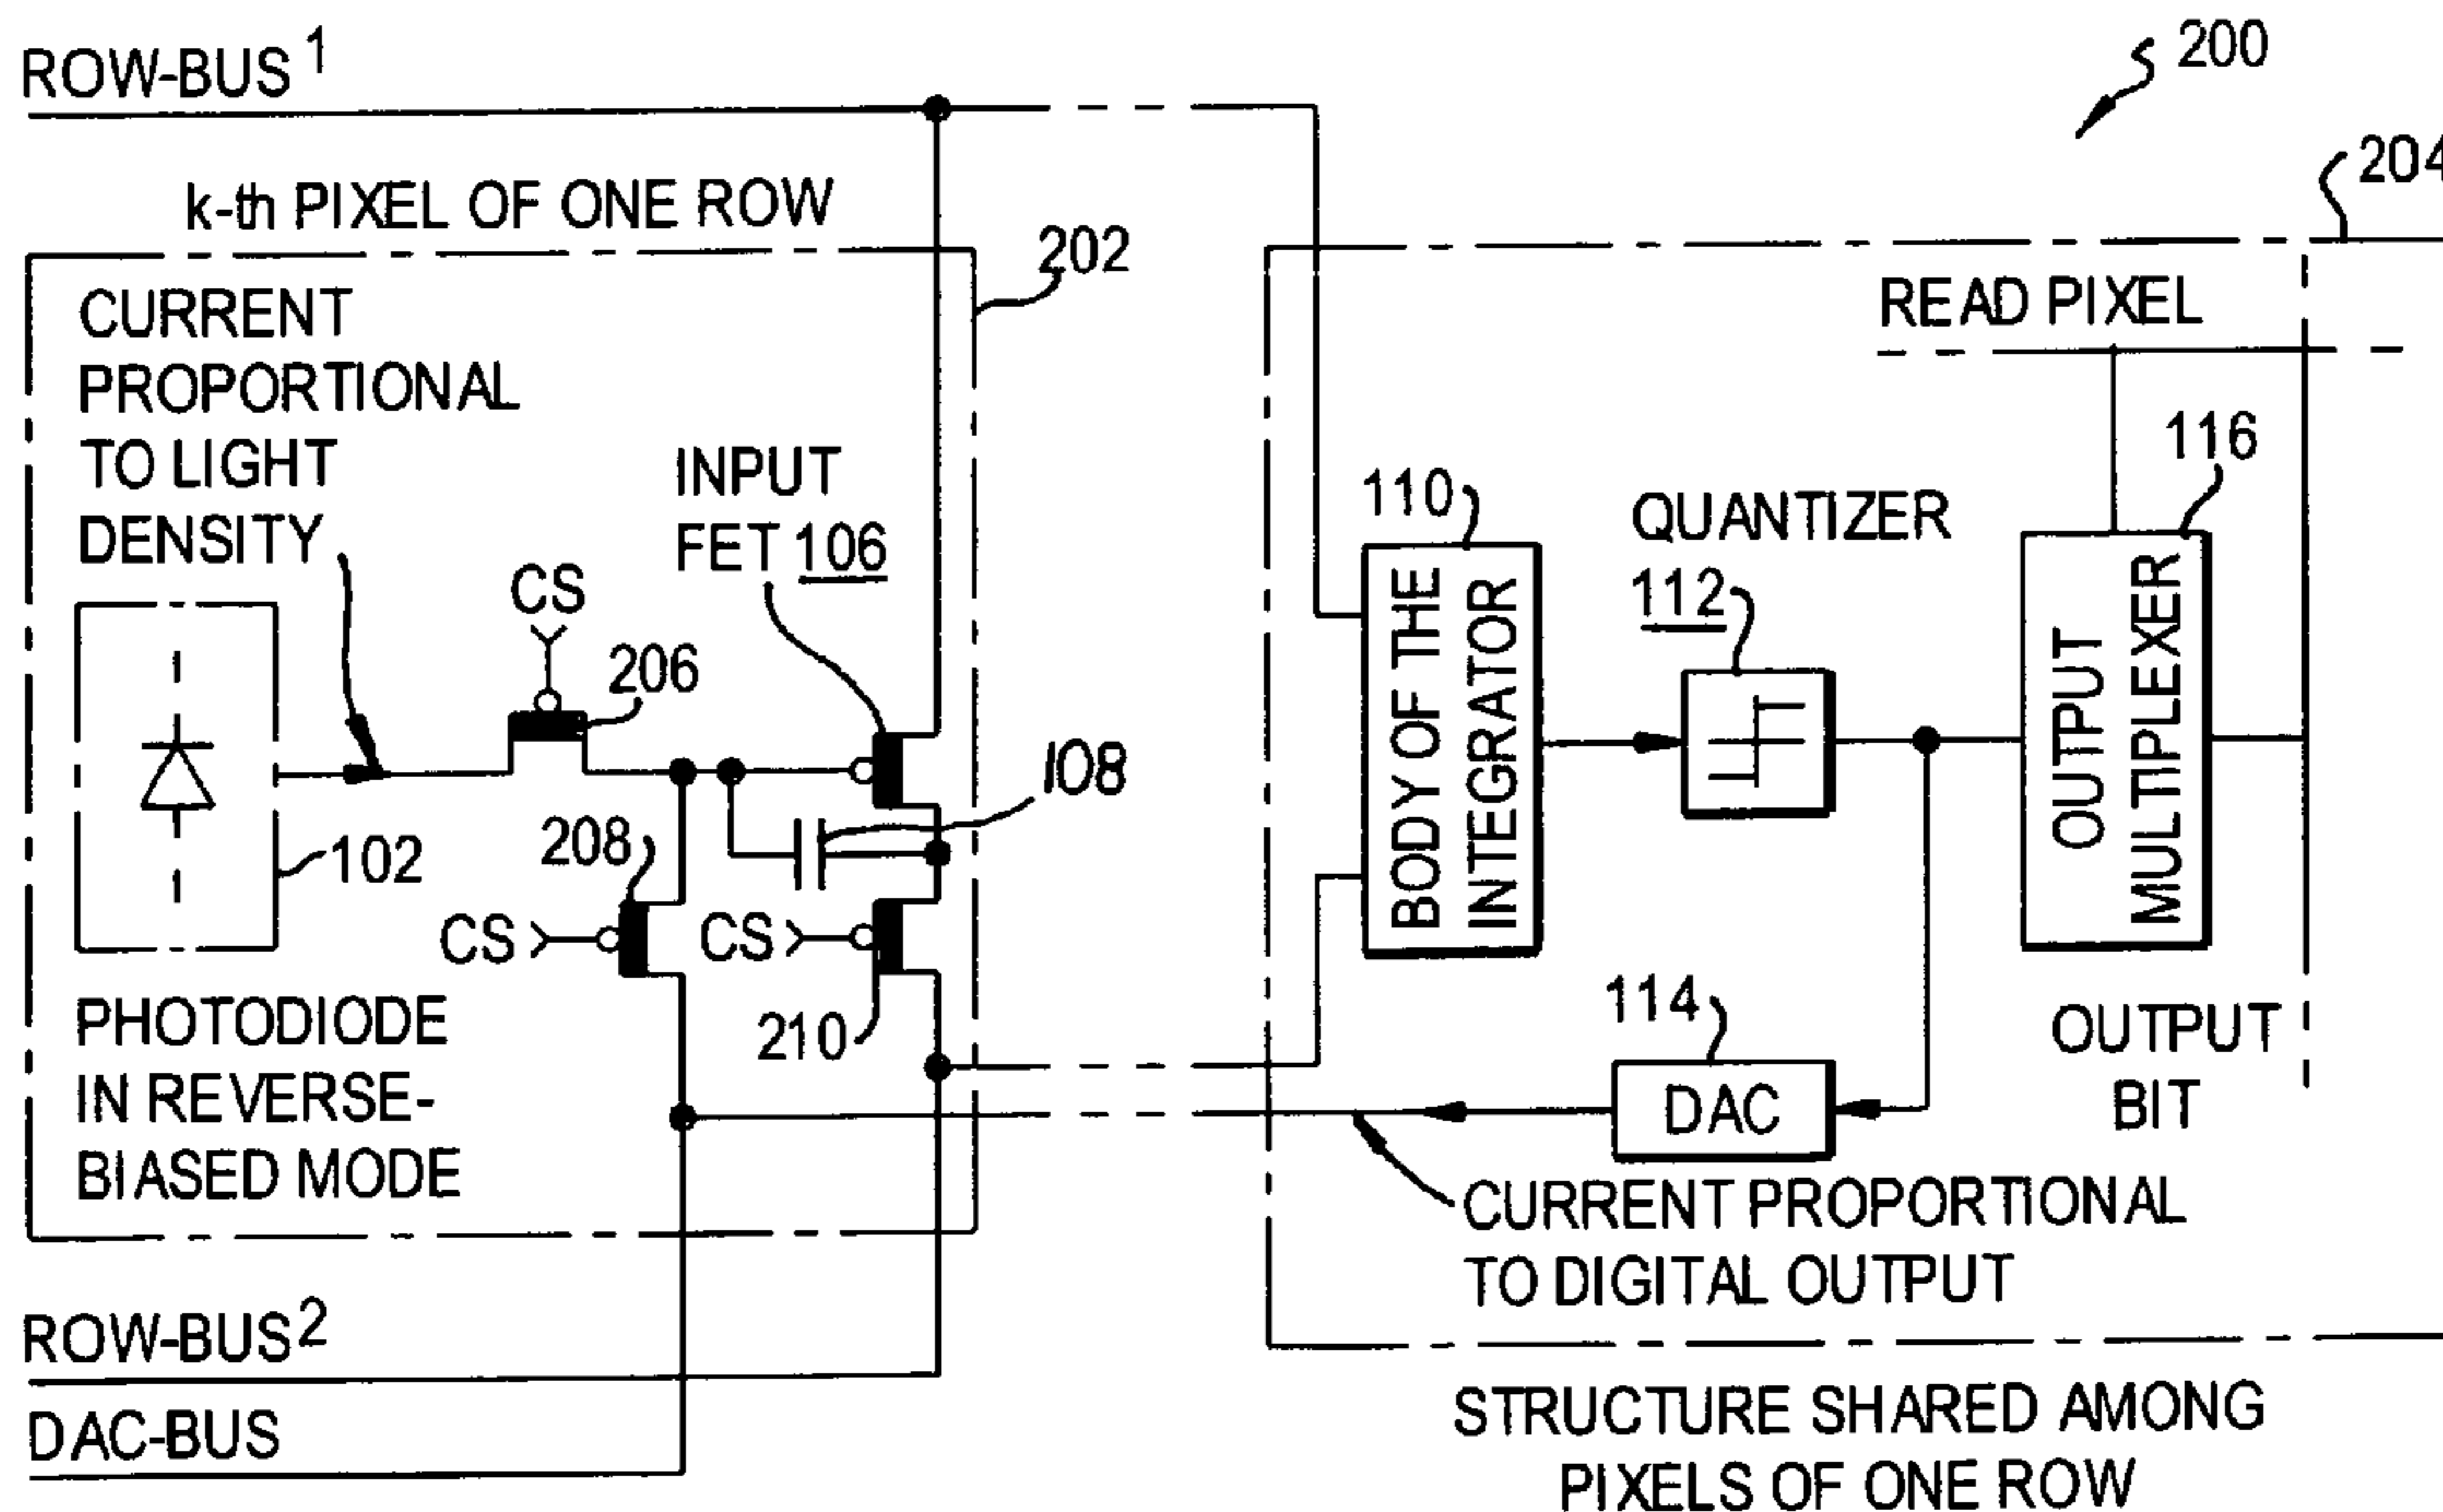 ROW-BUS 1
200
204
k-th PIXEL OF ONE ROW
202
CURRENT
PROPORTIONAL
TO LIGHT
DENSITY
READ PIXEL
INPUT
FET 106
CS
206
110
QUANTIZER
112
116
BODY OF THE
INTEGRATOR
OUTPUT
MULTIPLEXER
108
102
208
CS
CS
210
PHOTODIODE
IN REVERSE-
BIASED MODE
114
DAC
OUTPUT
BIT
CURRENT PROPORTIONAL
TO DIGITAL OUTPUT
ROW-BUS 2
DAC-BUS
STRUCTURE SHARED AMONG
PIXELS OF ONE ROW